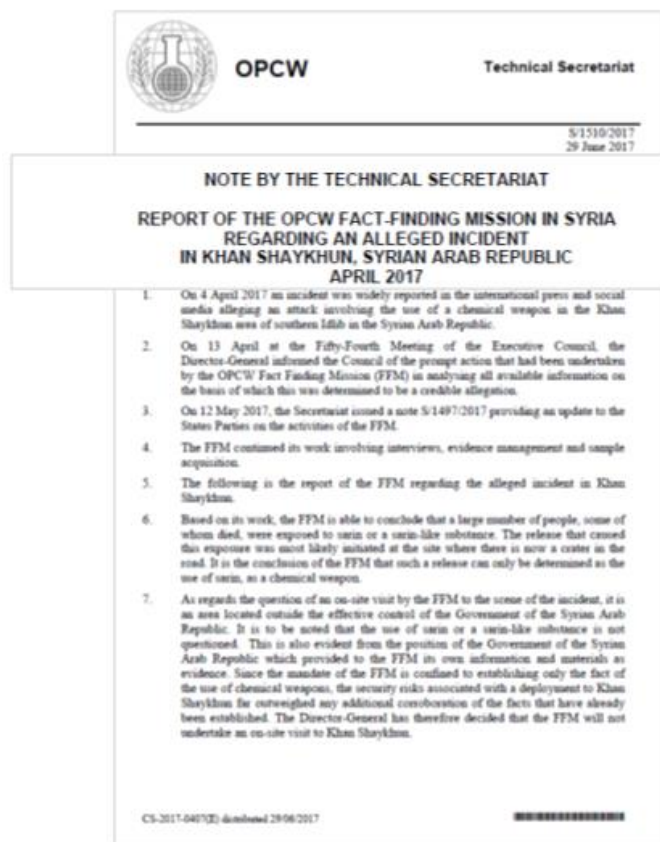 OPCW
Technical Secretariat
S/1510/2017
29 June 2017
NOTE BY THE TECHNICAL SECRETARIAT
REPORT OF THE OPCW FACT-FINDING MISSION IN SYRIA
REGARDING AN ALLEGED INCIDENT
IN KHAN SHAYKHUN, SYRIAN ARAB REPUBLIC
APRIL 2017
1. On 4 April 2017 an incident was widely reported in the international press and social
media alleging an attack involving the use of a chemical weapon in the Khan
Shaykhun area of southern Idlib in the Syrian Arab Republic.
2. On 13 April at the Fifty-Fourth Meeting of the Executive Council, the
Director-General informed the Council of the prompt action that had been undertaken
by the OPCW Fact Finding Mission (FFM) in analysing all available information on
the basis of which this was determined to be a credible allegation.
3. On 12 May 2017, the Secretariat issued a note S/1497/2017 providing an update to the
States Parties on the activities of the FFM.
4. The FFM continued its work involving interviews, evidence management and sample
acquisition.
5. The following is the report of the FFM regarding the alleged incident in Khan
Shaykhun.
6. Based on its work, the FFM is able to conclude that a large number of people, some of
whom died, were exposed to sarin or a sarin-like substance. The release that caused
this exposure was most likely initiated at the site where there is now a crater in the
road. It is the conclusion of the FFM that such a release can only be determined as the
use of sarin, as a chemical weapon.
7. As regards the question of an on-site visit by the FFM to the scene of the incident, it is
an area located outside the effective control of the Government of the Syrian Arab
Republic. It is to be noted that the use of sarin or a sarin-like substance is not
questioned. This is also evident from the position of the Government of the Syrian
Arab Republic which provided to the FFM its own information and materials as
evidence. Since the mandate of the FFM is confined to establishing only the fact of
the use of chemical weapons, the security risks associated with a deployment to Khan
Shaykhun far outweighed any additional corroboration of the facts that have already
been established. The Director-General has therefore decided that the FFM will not
undertake an on-site visit to Khan Shaykhun.
CS-2017-0407(E) distributed 29/06/2017